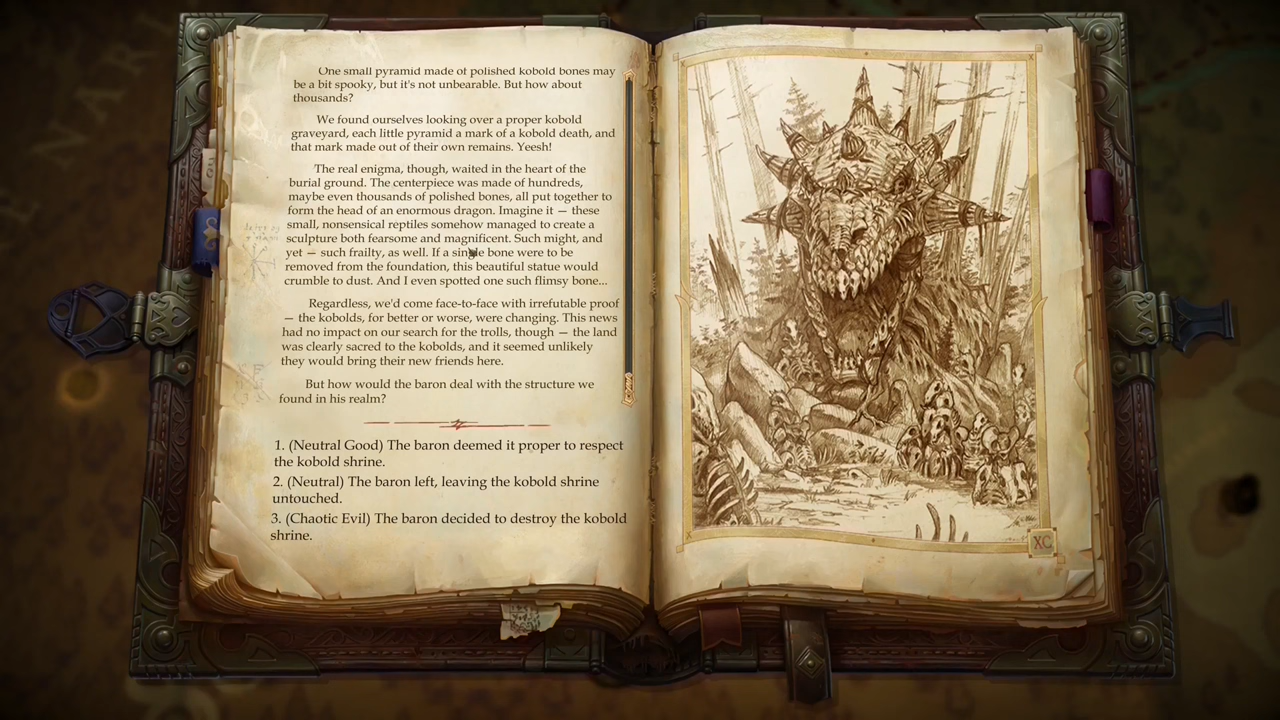 One small pyramid made of polished kobold bones may
be a bit spooky, but it's not unbearable. But how about
thousands?
We found ourselves looking over a proper kobold
graveyard, each little pyramid a mark of a kobold death, and
that mark made out of their own remains. Yeesh!
The real enigma, though, waited in the heart of the
burial ground. The centerpiece was made of hundreds,
maybe even thousands of polished bones, all put together to
form the head of an enormous dragon. Imagine it — these
small, nonsensical reptiles somehow managed to create a
sculpture both fearsome and magnificent. Such might, and
yet — such frailty, as well. If a single bone were to be
removed from the foundation, this beautiful statue would
crumble to dust. And I even spotted one such flimsy bone...
Regardless, we'd come face-to-face with irrefutable proof
— the kobolds, for better or worse, were changing. This news
had no impact on our search for the trolls, though — the land
was clearly sacred to the kobolds, and it seemed unlikely
they would bring their new friends here.
But how would the baron deal with the structure we
found in his realm?
1. (Neutral Good) The baron deemed it proper to respect
the kobold shrine.
2. (Neutral) The baron left, leaving the kobold shrine
untouched.
3. (Chaotic Evil) The baron decided to destroy the kobold
shrine.
XC